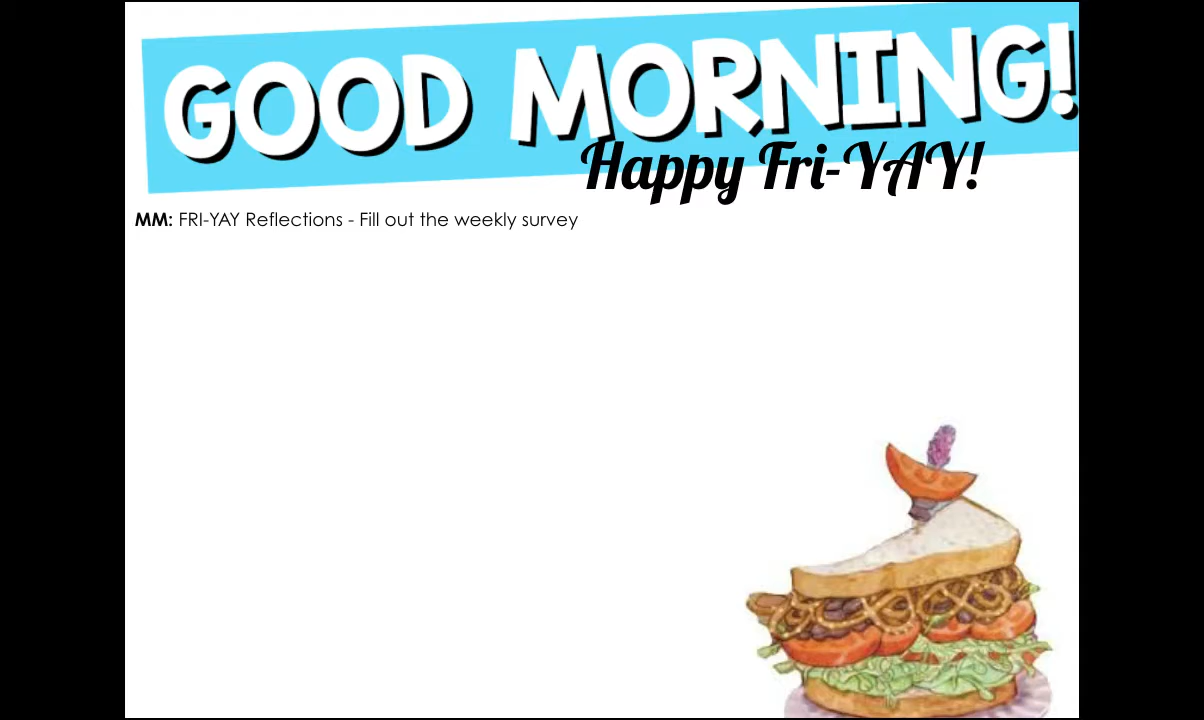 GOOD MORNING!
Happy Fri-YAY!
MM: FRI-YAY Reflections - Fill out the weekly survey